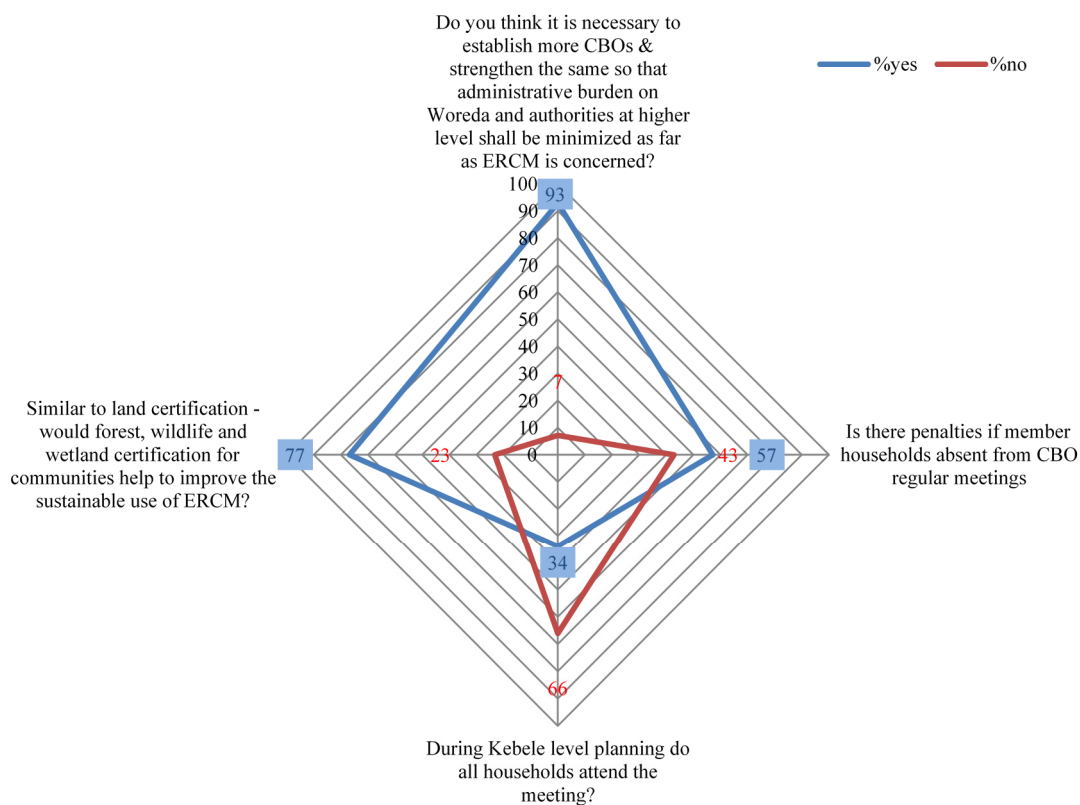 Do you think it is necessary to
establish more CBOs &
strengthen the same so that
administrative burden on
Woreda and authorities at higher
level shall be minimized as far
as ERCM is concerned?
%yes
%no
100
93
90
80
70
60
50
40
30
7
20
10
0
Similar to land certification -
would forest, wildlife and
wetland certification for
communities help to improve the
sustainable use of ERCM?
77
23
43
57
Is there penalties if member
households absent from CBO
regular meetings
34
66
During Kebele level planning do
all households attend the
meeting?